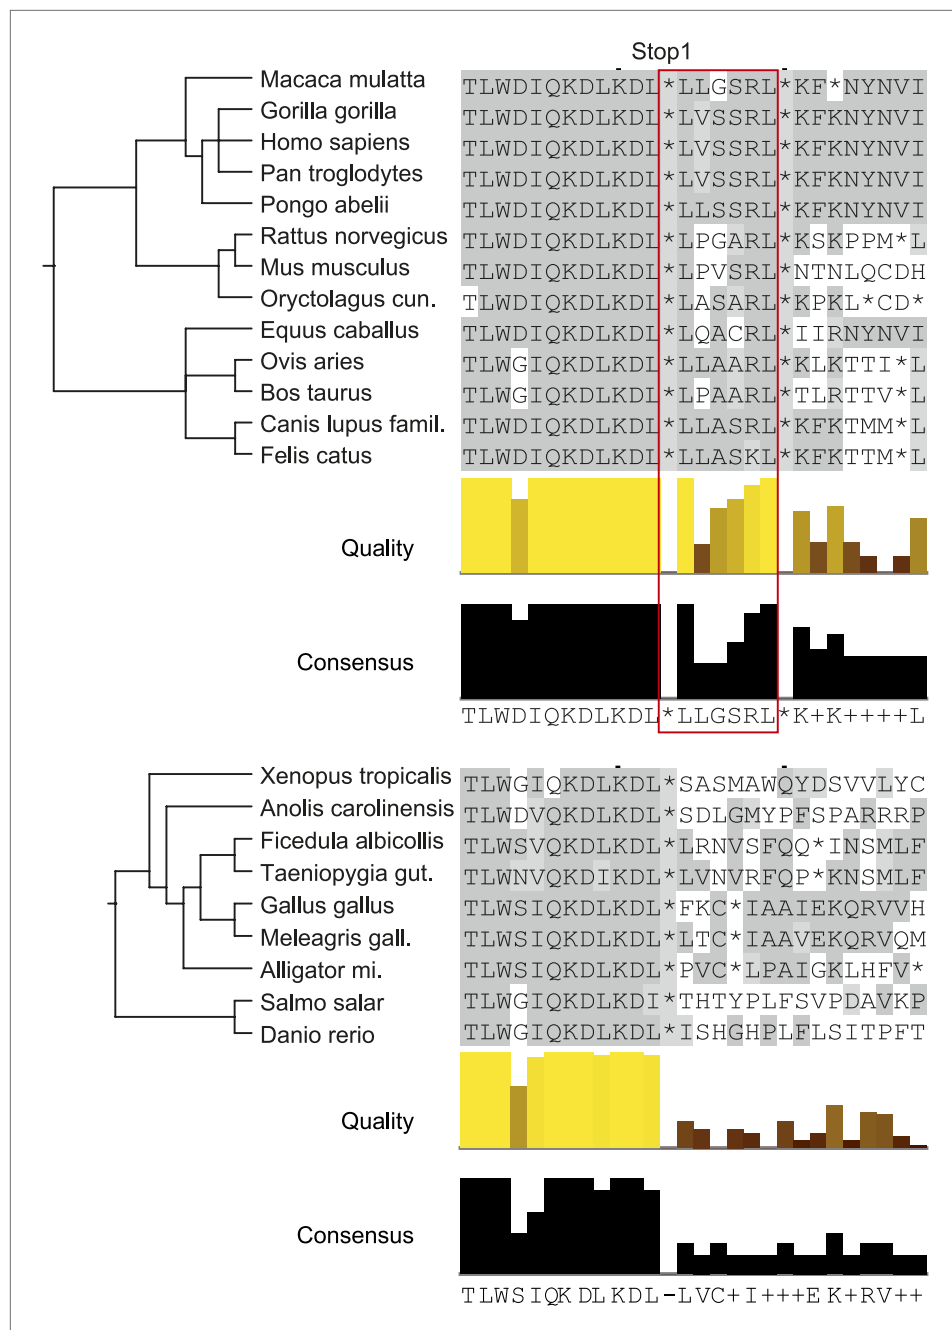 Stop1
Macaca mulatta TLWDIQKDLKDL*LLGSRL*KF*NYNVI
Gorilla gorilla TLWDIQKDLKDL*LVSSRL*KFKNYNVI
Homo sapiens TLWDIQKDLKDL*LVSSRL*KFKNYNVI
Pan troglodytes TLWDIQKDLKDL*LVSSRL*KFKNYNVI
Pongo abelii TLWDIQKDLKDL*LLSSRL*KFKNYNVI
Rattus norvegicus TLWDIQKDLKDL*LPGARL*KSKPPM*L
Mus musculus TLWDIQKDLKDL*LPVSRL*NTNLQCDH
Oryctolagus cun. TLWDIQKDLKDL*LASARL*KPKL*CD*
Equus caballus TLWDIQKDLKDL*LQACRL*IIRNYNVI
Ovis aries TLWGIQKDLKDL*LLAARL*KLKTTI*L
Bos taurus TLWGIQKDLKDL*LPAARL*TLRTTV*L
Canis lupus famil. TLWDIQKDLKDL*LLASRL*KFKTMM*L
Felis catus TLWDIQKDLKDL*LLASKL*KFKTTM*L
Quality
Consensus
TLWDIQKDLKDL*LLGSRL*K+K++++L
Xenopus tropicalis TLWGIQKDLKDL*SASMAWQYDSVVLYC
Anolis carolinensis TLWDVQKDLKDL*SDLGMYPFSPARRRP
Ficedula albicollis TLWSVQKDLKDL*LRNVSFQQ*INSMLF
Taeniopygia gut. TLWNVQKDIKDL*LVNVRFQP*KNSMLF
Gallus gallus TLWSIQKDLKDL*FKC*IAAIEKQRVVH
Meleagris gall. TLWSIQKDLKDL*LTC*IAAVEKQRVQM
Alligator mi. TLWSIQKDLKDL*PVC*LPAIGKLHFV*
Salmo salar TLWGIQKDLKDI*THTYPLFSVPDAVKP
Danio rerio TLWGIQKDLKDL*ISHGHPLFLSITPFT
Quality
Consensus
TLWSIQKDLKDL-LVC+I+++EK+RV++